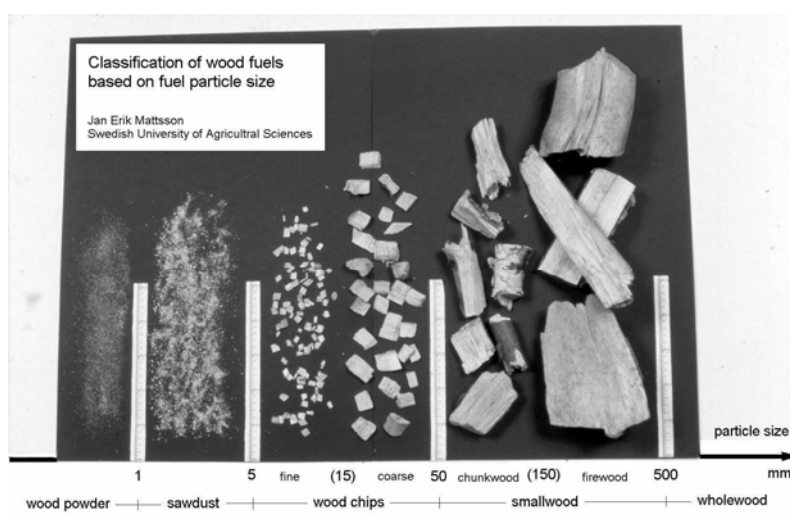 Classification of wood fuels
based on fuel particle size
Jan Erik Mattsson
Swedish University of Agricultral Sciences
particle size
1 5 fine (15) coarse 50 chunkwood (150) firewood 500 mm
wood powder sawdust wood chips smallwood wholewood